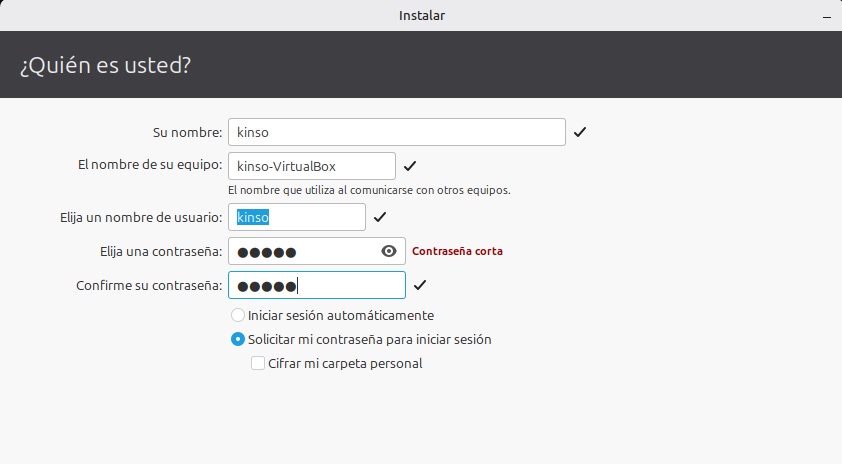 Instalar
¿Quién es usted?
Su nombre: kinso
El nombre de su equipo: kinso-VirtualBox
El nombre que utiliza al comunicarse con otros equipos.
Elija un nombre de usuario: kinso
Elija una contraseña: ●●●●● Contraseña corta
Confirme su contraseña: ●●●●●
Iniciar sesión automáticamente
Solicitar mi contraseña para iniciar sesión
Cifrar mi carpeta personal